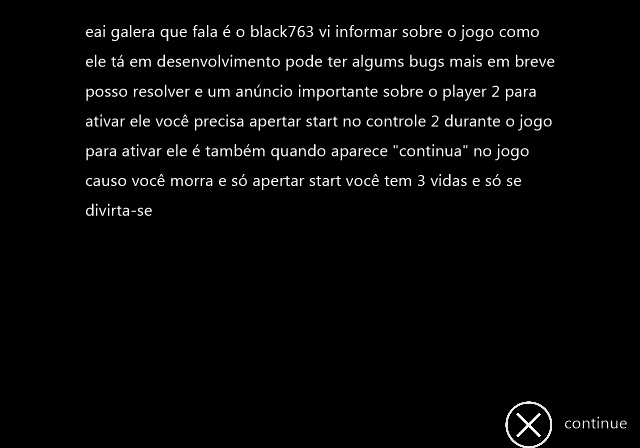 eai galera que fala é o black763 vi informar sobre o jogo como
ele tá em desenvolvimento pode ter algums bugs mais em breve
posso resolver e um anúncio importante sobre o player 2 para
ativar ele você precisa apertar start no controle 2 durante o jogo
para ativar ele é também quando aparece "continua" no jogo
causo você morra e só apertar start você tem 3 vidas e só se
divirta-se
continue